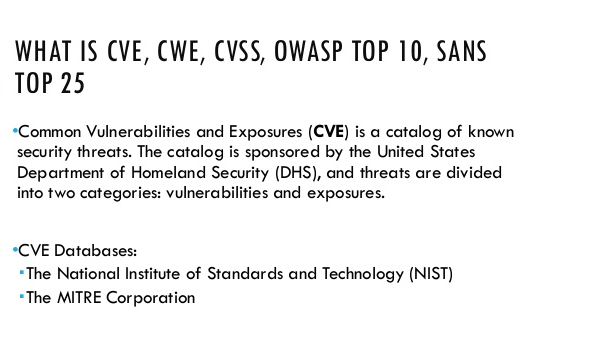 WHAT IS CVE, CWE, CVSS, OWASP TOP 10, SANS
TOP 25
•Common Vulnerabilities and Exposures (CVE) is a catalog of known
security threats. The catalog is sponsored by the United States
Department of Homeland Security (DHS), and threats are divided
into two categories: vulnerabilities and exposures.
•CVE Databases:
▪The National Institute of Standards and Technology (NIST)
▪The MITRE Corporation